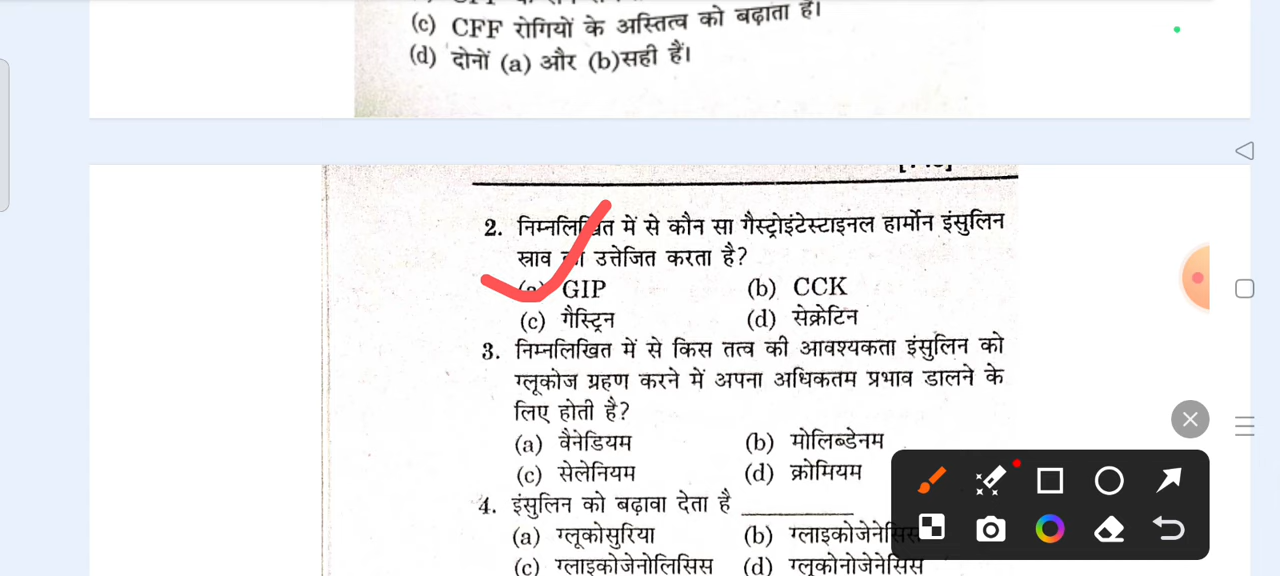 (c) CFF रोगियों के अस्तित्व को बढ़ाता है।
(d) दोनों (a) और (b)सही हैं।
2. निम्नलिखित में से कौन सा गैस्ट्रोइंटेस्टाइनल हार्मोन इंसुलिन
स्राव को उत्तेजित करता है?
(a) GIP (b) CCK
(c) गैस्ट्रिन (d) सेक्रेटिन
3. निम्नलिखित में से किस तत्व की आवश्यकता इंसुलिन को
ग्लूकोज ग्रहण करने में अपना अधिकतम प्रभाव डालने के
लिए होती है?
(a) वैनेडियम (b) मोलिब्डेनम
(c) सेलेनियम (d) क्रोमियम
4. इंसुलिन को बढ़ावा देता है ________
(a) ग्लूकोसुरिया (b) ग्लाइकोजेनेसिस
(c) ग्लाइकोजेनोलिसिस (d) ग्लूकोनोजेनेसिस